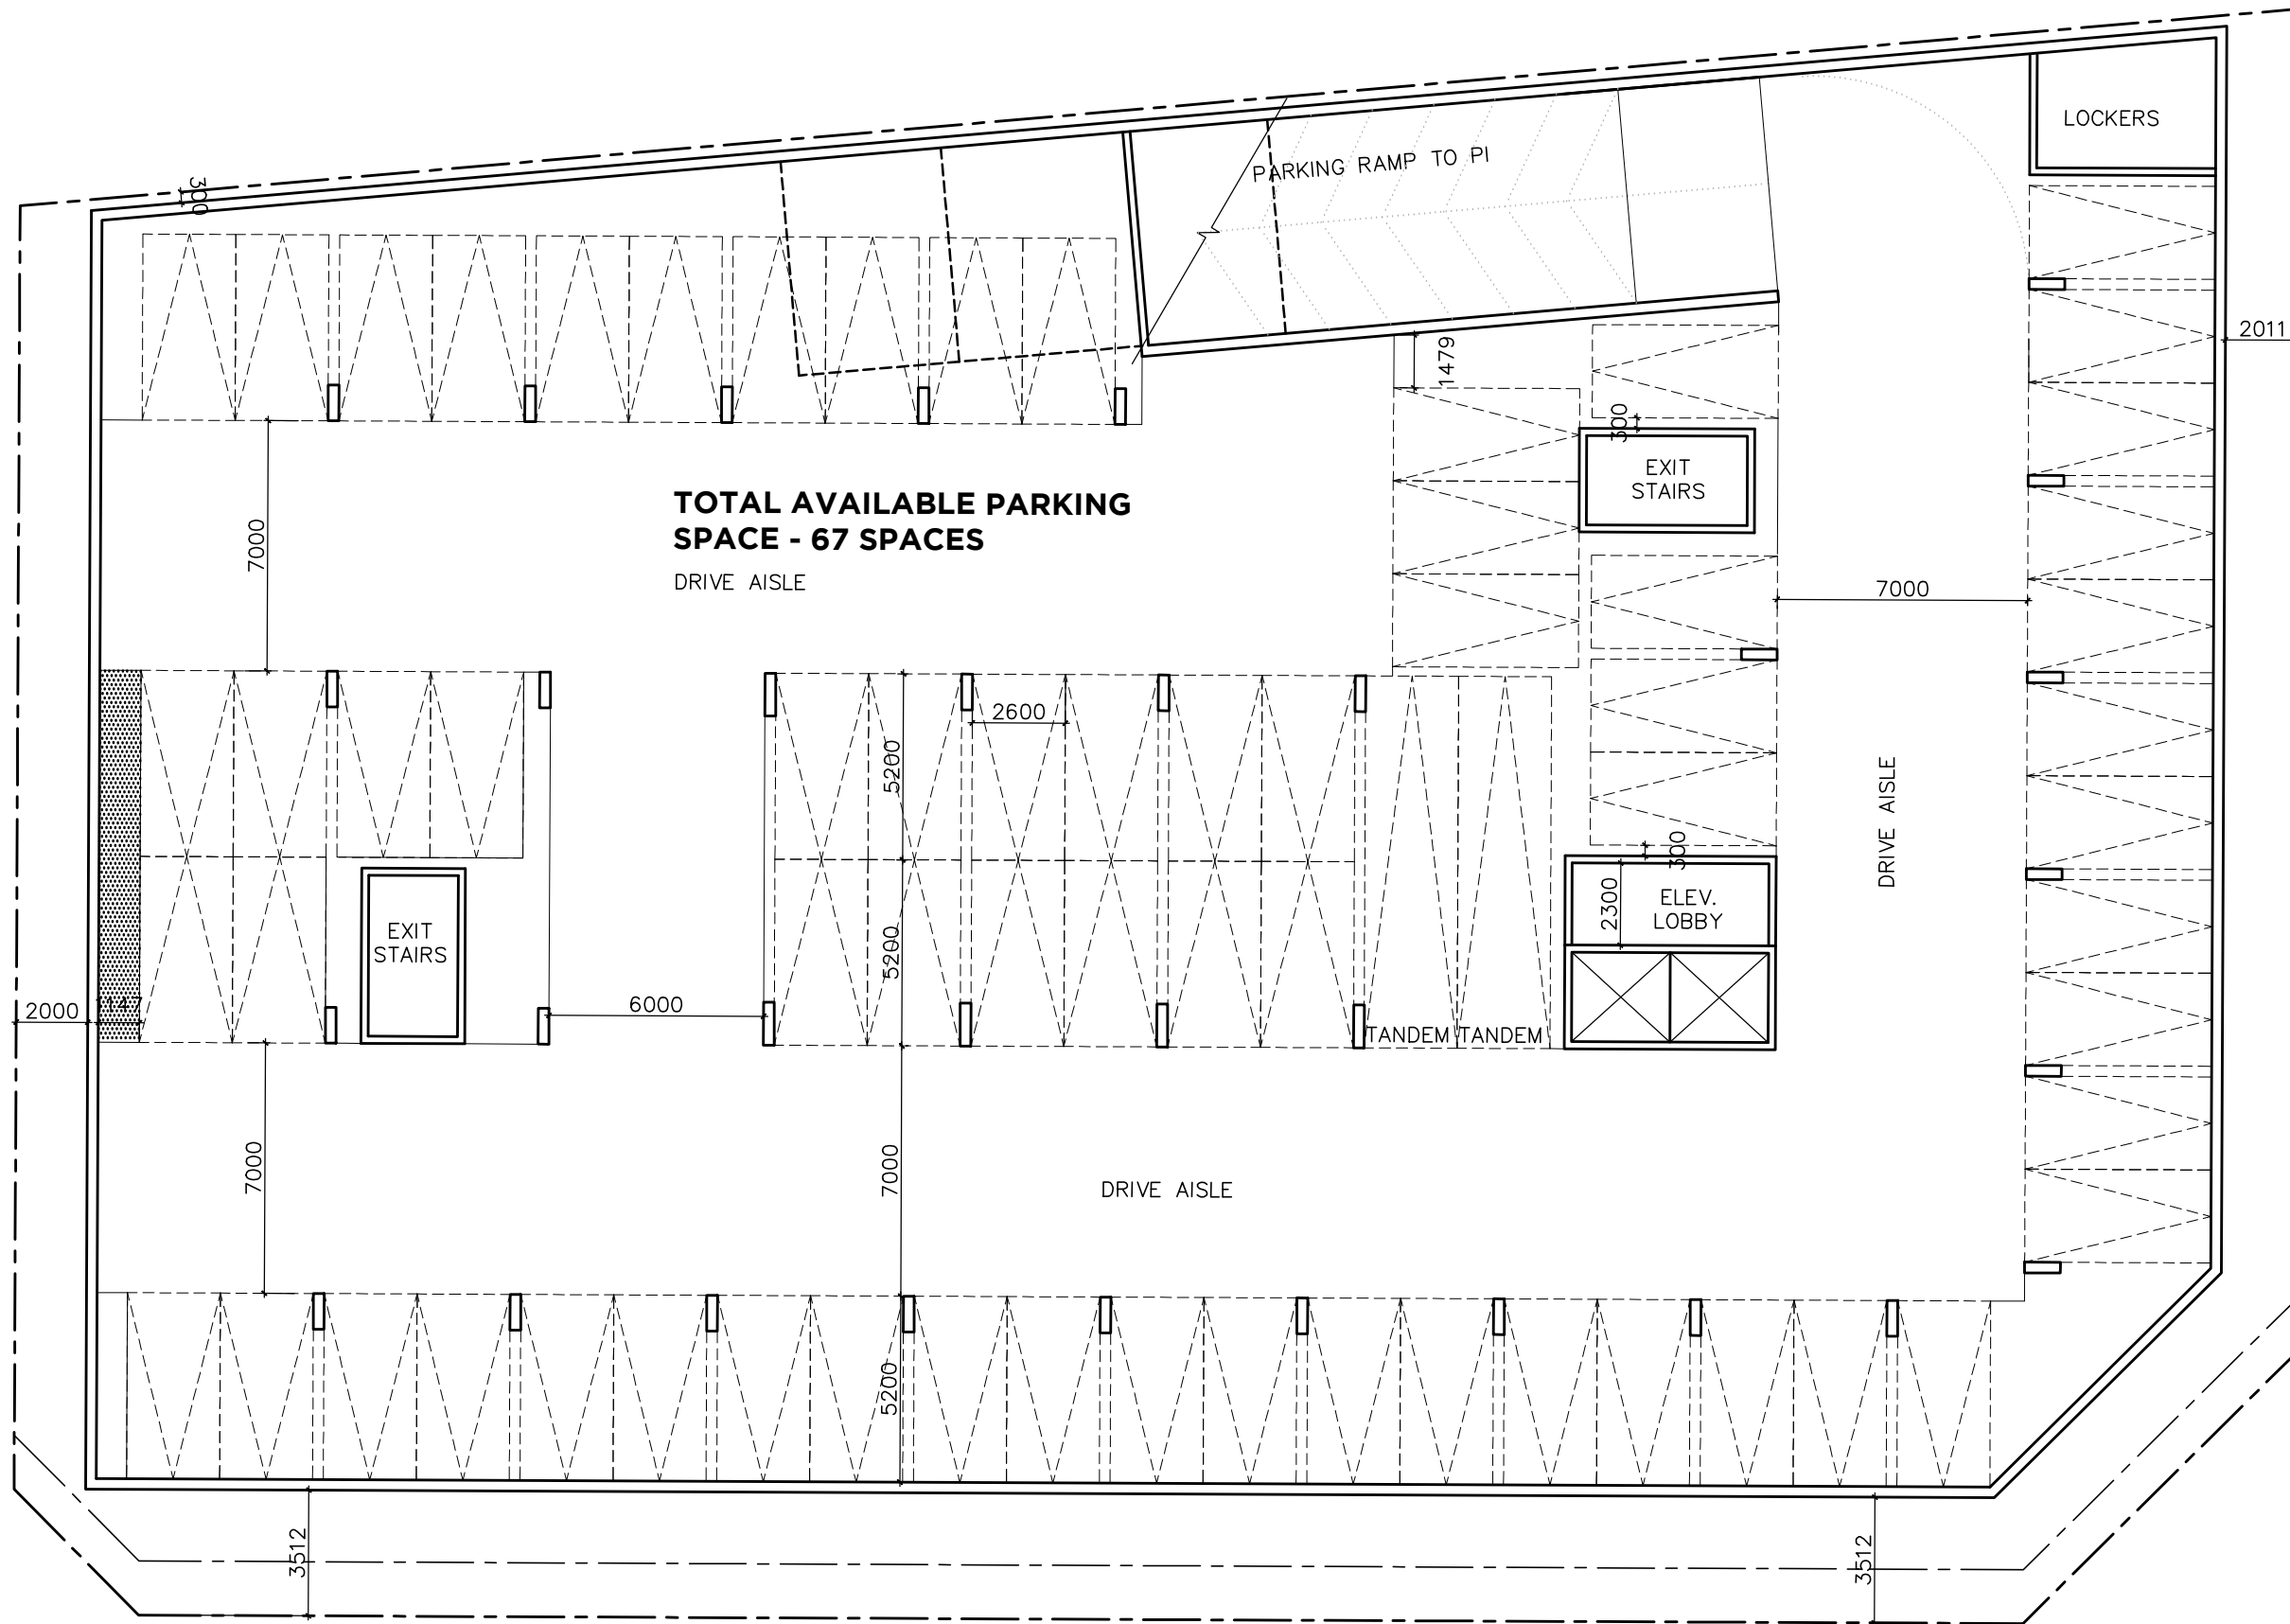 LOCKERS
PARKING RAMP TO PI
300
2011
1479
300
EXIT
STAIRS
TOTAL AVAILABLE PARKING
SPACE - 67 SPACES
DRIVE AISLE
7000
7000
2600
5200
DRIVE AISLE
300
2300
ELEV.
LOBBY
EXIT
STAIRS
5200
2000
1147
6000
TANDEM
TANDEM
7000
7000
DRIVE AISLE
5200
3512
3512